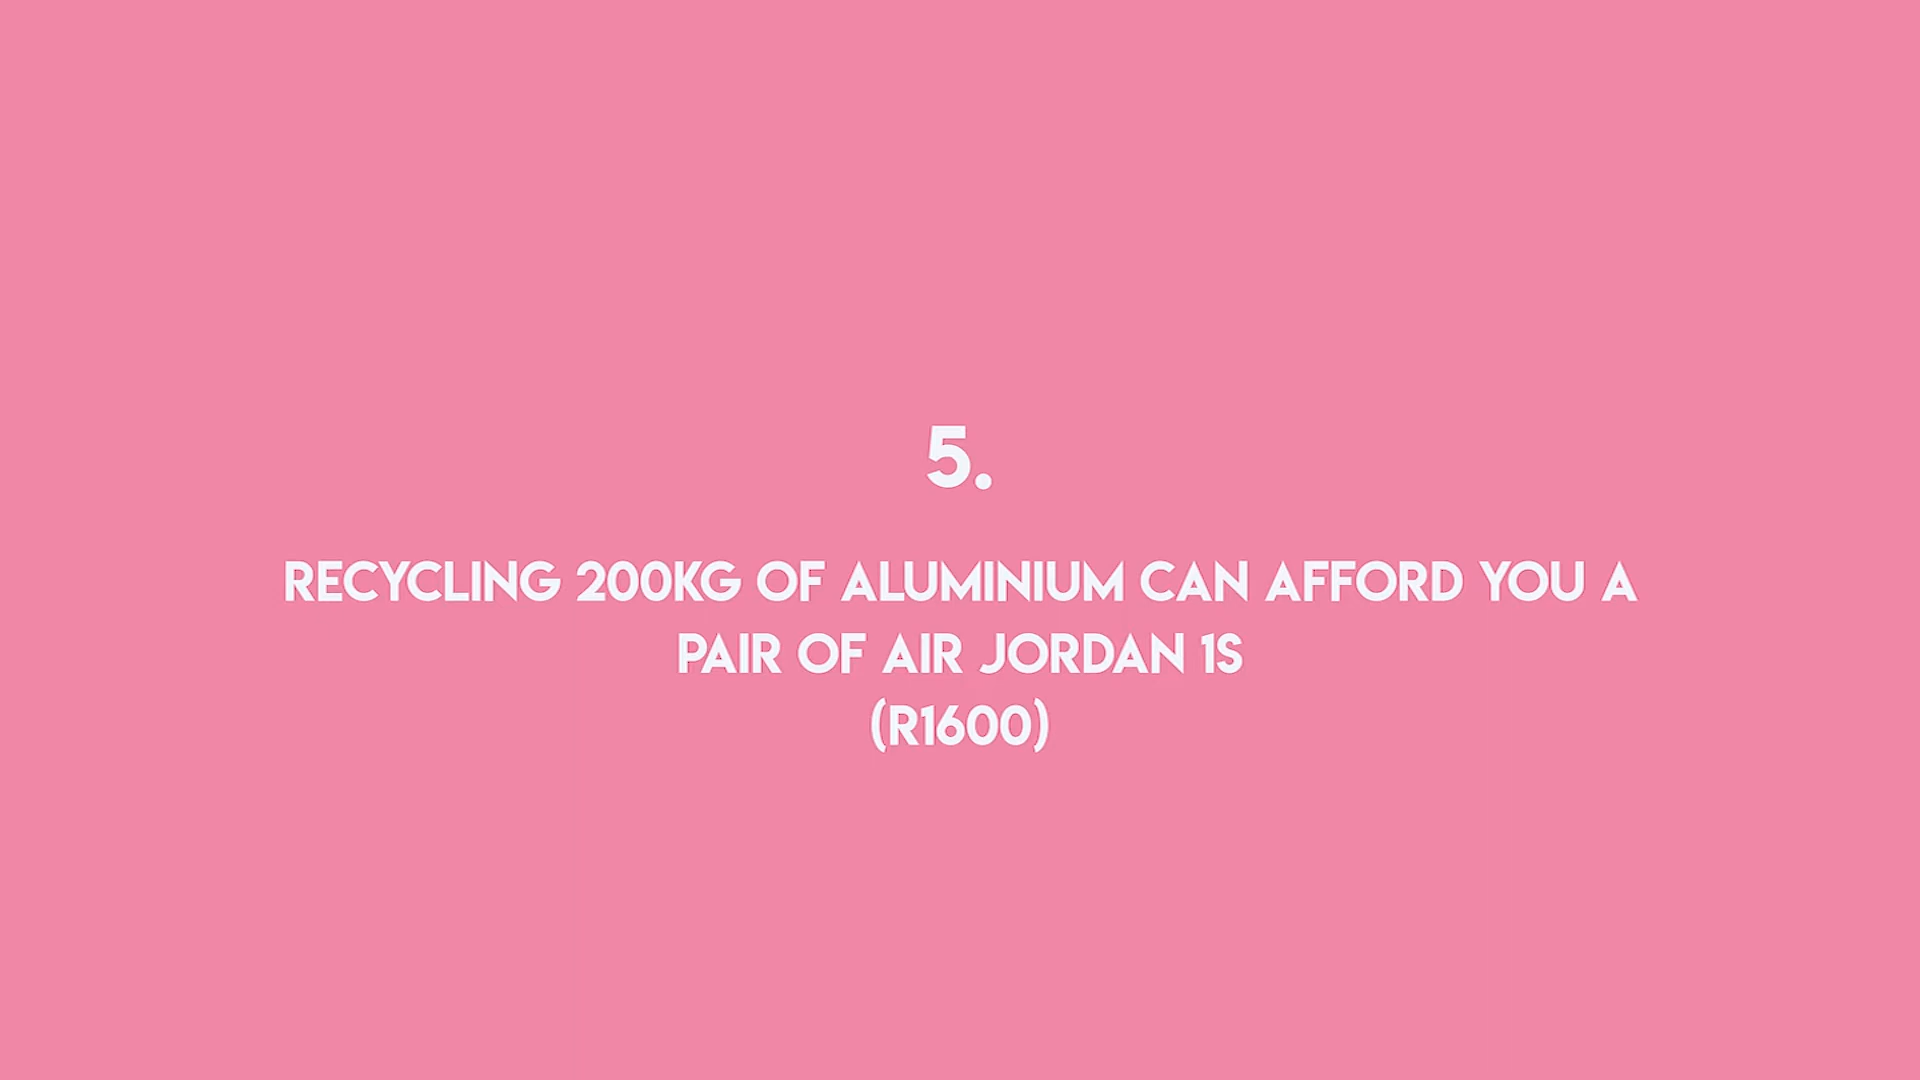 5.
RECYCLING 200KG OF ALUMINIUM CAN AFFORD YOU A
PAIR OF AIR JORDAN 1S
(R1600)